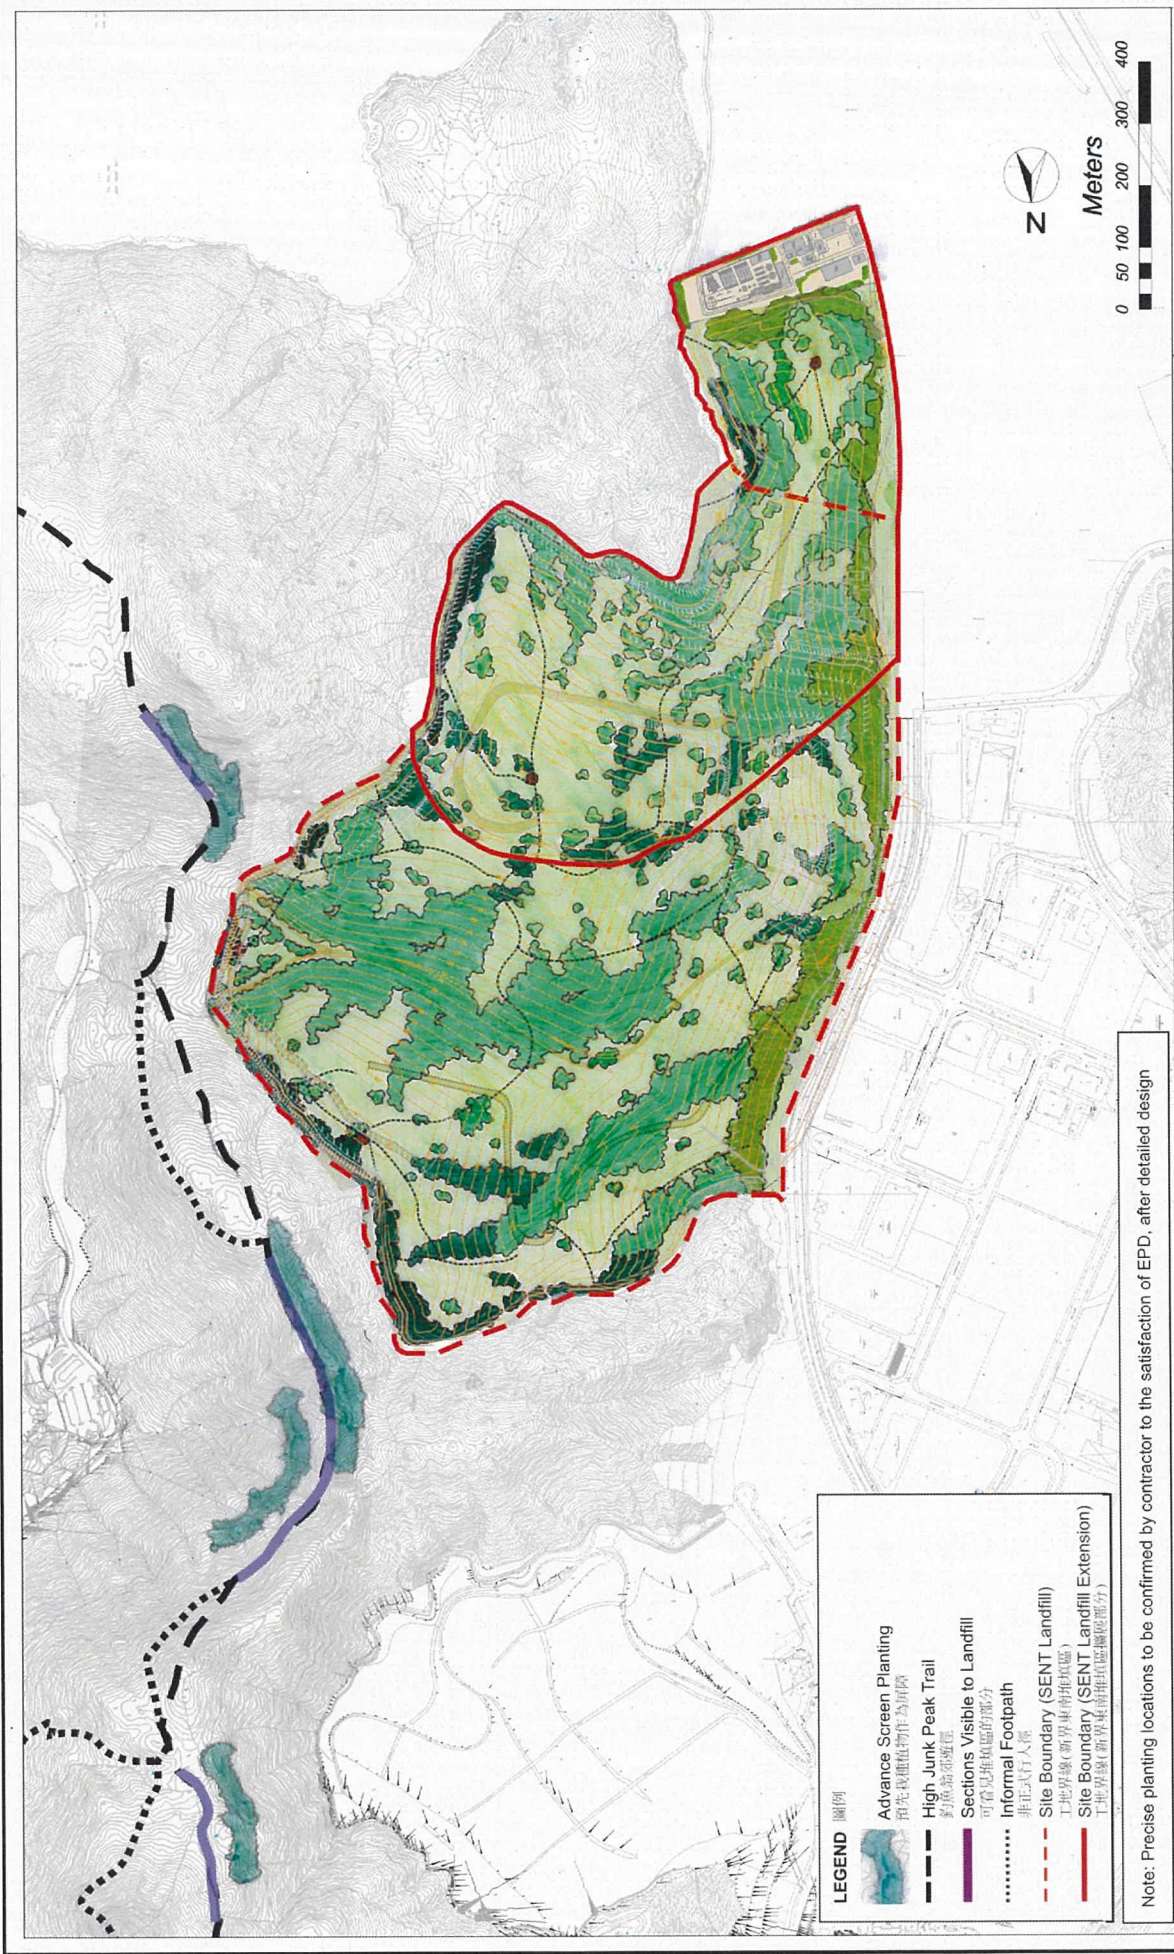 LEGEND 圖例
Advance Screen Planting
預先栽種植物作為屏障
High Junk Peak Trail
釣魚翁郊遊徑
Sections Visible to Landfill
可看見堆填區的部分
Informal Footpath
非正式行人徑
Site Boundary (SENT Landfill)
工地界線(新界東南堆填區)
Site Boundary (SENT Landfill Extension)
工地界線(新界東南堆填區擴展部分)
Note: Precise planting locations to be confirmed by contractor to the satisfaction of EPD, after detailed design
N
Meters
0 50 100 200 300 400